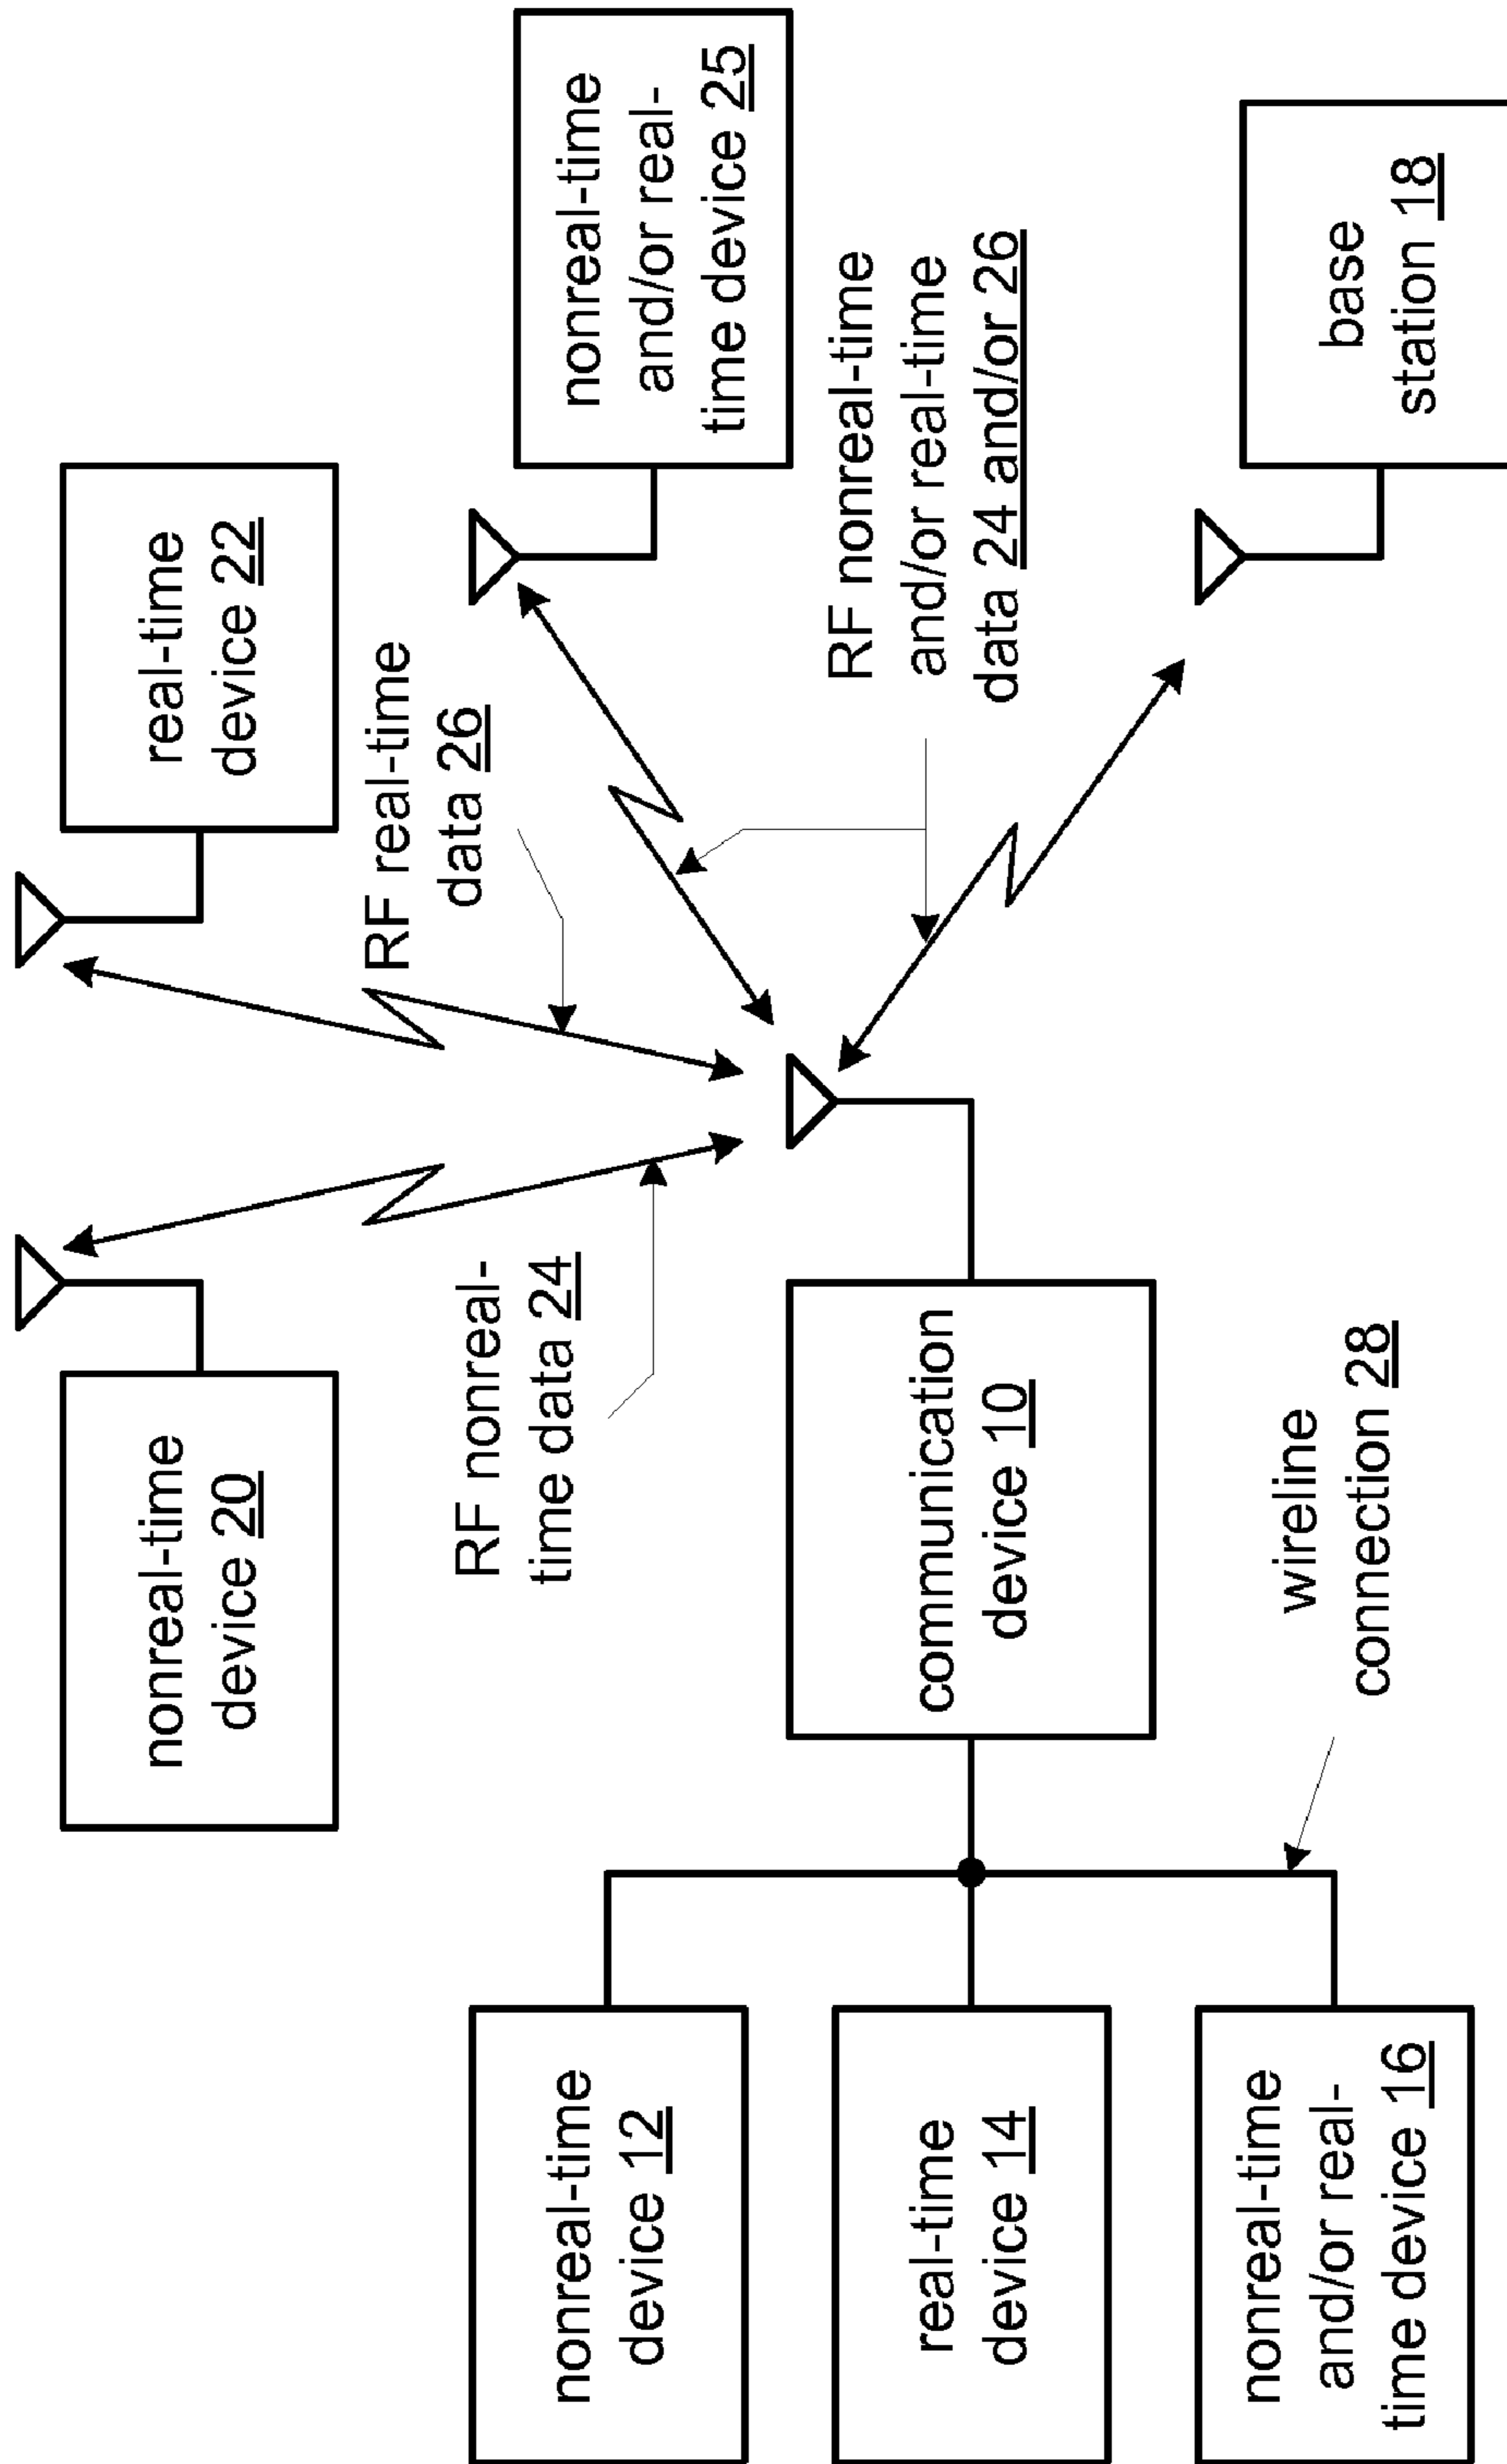 nonreal-time
device 20
real-time
device 22
RF nonreal-
time data 24
RF real-time
data 26
nonreal-time
and/or real-
time device 25
nonreal-time
device 12
real-time
device 14
nonreal-time
and/or real-
time device 16
communication
device 10
RF nonreal-time
and/or real-time
data 24 and/or 26
wireline
connection 28
base
station 18